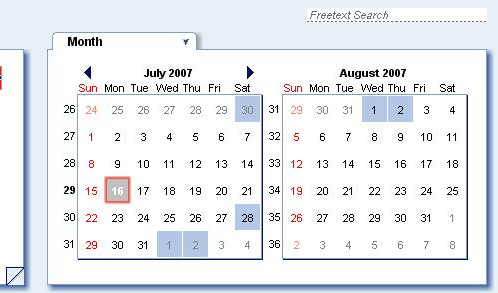 Freetext Search
Month
July 2007 August 2007
Sun Mon Tue Wed Thu Fri Sat Sun Mon Tue Wed Thu Fri Sat
26 24 25 26 27 28 29 30 31 29 30 31 1 2 3 4
27 1 2 3 4 5 6 7 32 5 6 7 8 9 10 11
28 8 9 10 11 12 13 14 33 12 13 14 15 16 17 18
29 15 16 17 18 19 20 21 34 19 20 21 22 23 24 25
30 22 23 24 25 26 27 28 35 26 27 28 29 30 31 1
31 29 30 31 1 2 3 4 36 2 3 4 5 6 7 8